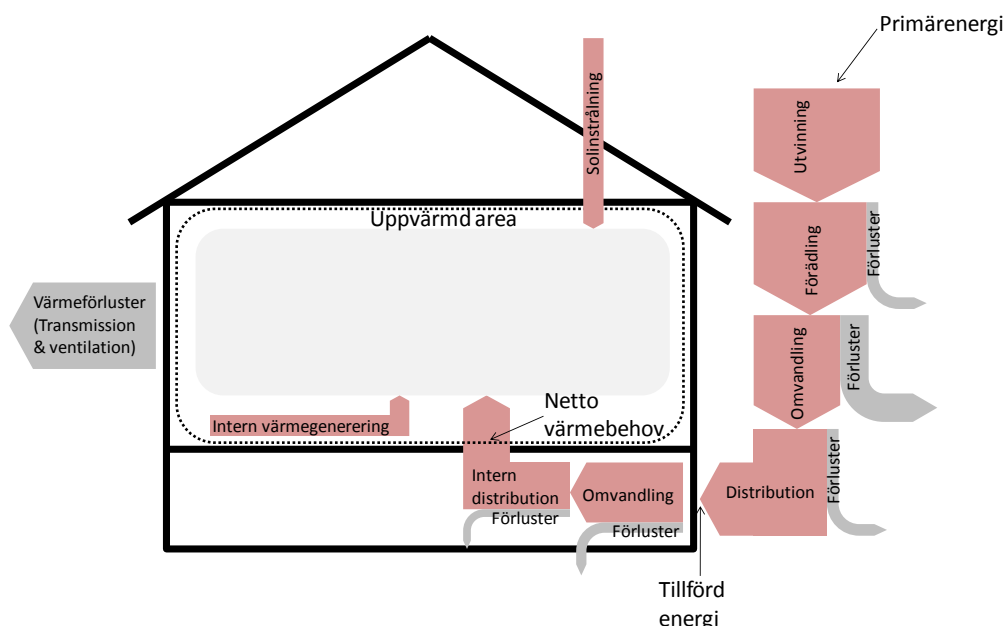 Primärenergi
Solinstrålning
Utvinning
Uppvärmd area
Förädling
Förluster
Värmeförluster
(Transmission
& ventilation)
Omvandling
Förluster
Intern värmegenerering
Netto
värmebehov
Intern
distribution
Förluster
Omvandling
Förluster
Distribution
Förluster
Tillförd
energi